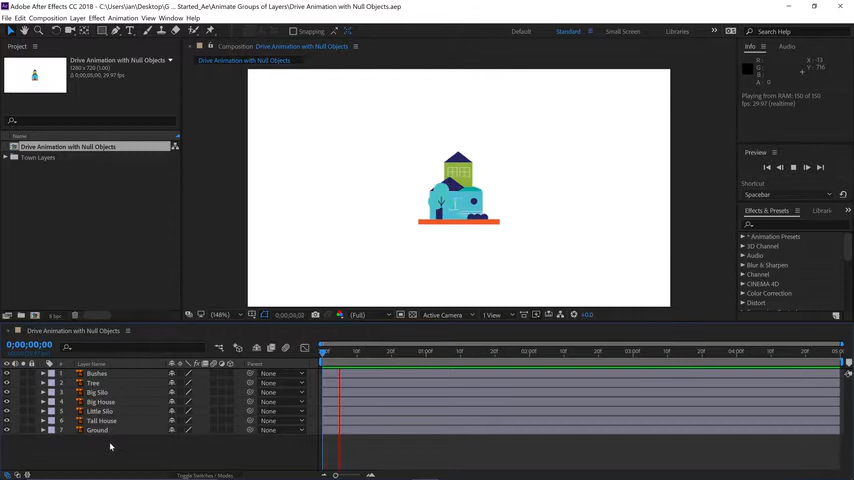 Adobe After Effects CC 2018 - C:\Users\ian\Desktop\G ... Started_Ae\Animate Groups of Layers\Drive Animation with Null Objects.aep
File Edit Composition Layer Effect Animation View Window Help
Snapping Default Standard Small Screen Libraries Search Help
Project
Drive Animation with Null Objects
1280 x 720 (1.00)
Δ 0;00;05;00, 29.97 fps
Name
Drive Animation with Null Objects
Town Layers
8 bpc
Composition Drive Animation with Null Objects
Drive Animation with Null Objects
(148%) 0;00;00;02 (Full) Active Camera 1 View +0.0
Info Audio
R :
G :
B :
A : 0
X : -13
Y : 716
Playing from RAM: 150 of 150
fps: 29.97 (realtime)
Preview
Shortcut
Spacebar
Effects & Presets Librari
* Animation Presets
3D Channel
Audio
Blur & Sharpen
Channel
CINEMA 4D
Color Correction
Distort
Drive Animation with Null Objects
0;00;00;00
# Layer Name Parent
1 Bushes None
2 Tree None
3 Big Silo None
4 Big House None
5 Little Silo None
6 Tall House None
7 Ground None
10f 20f 01:00f 10f 20f 02:00f 10f 20f 03:00f 10f 20f 04:00f 10f 20f 05:00
Toggle Switches / Modes